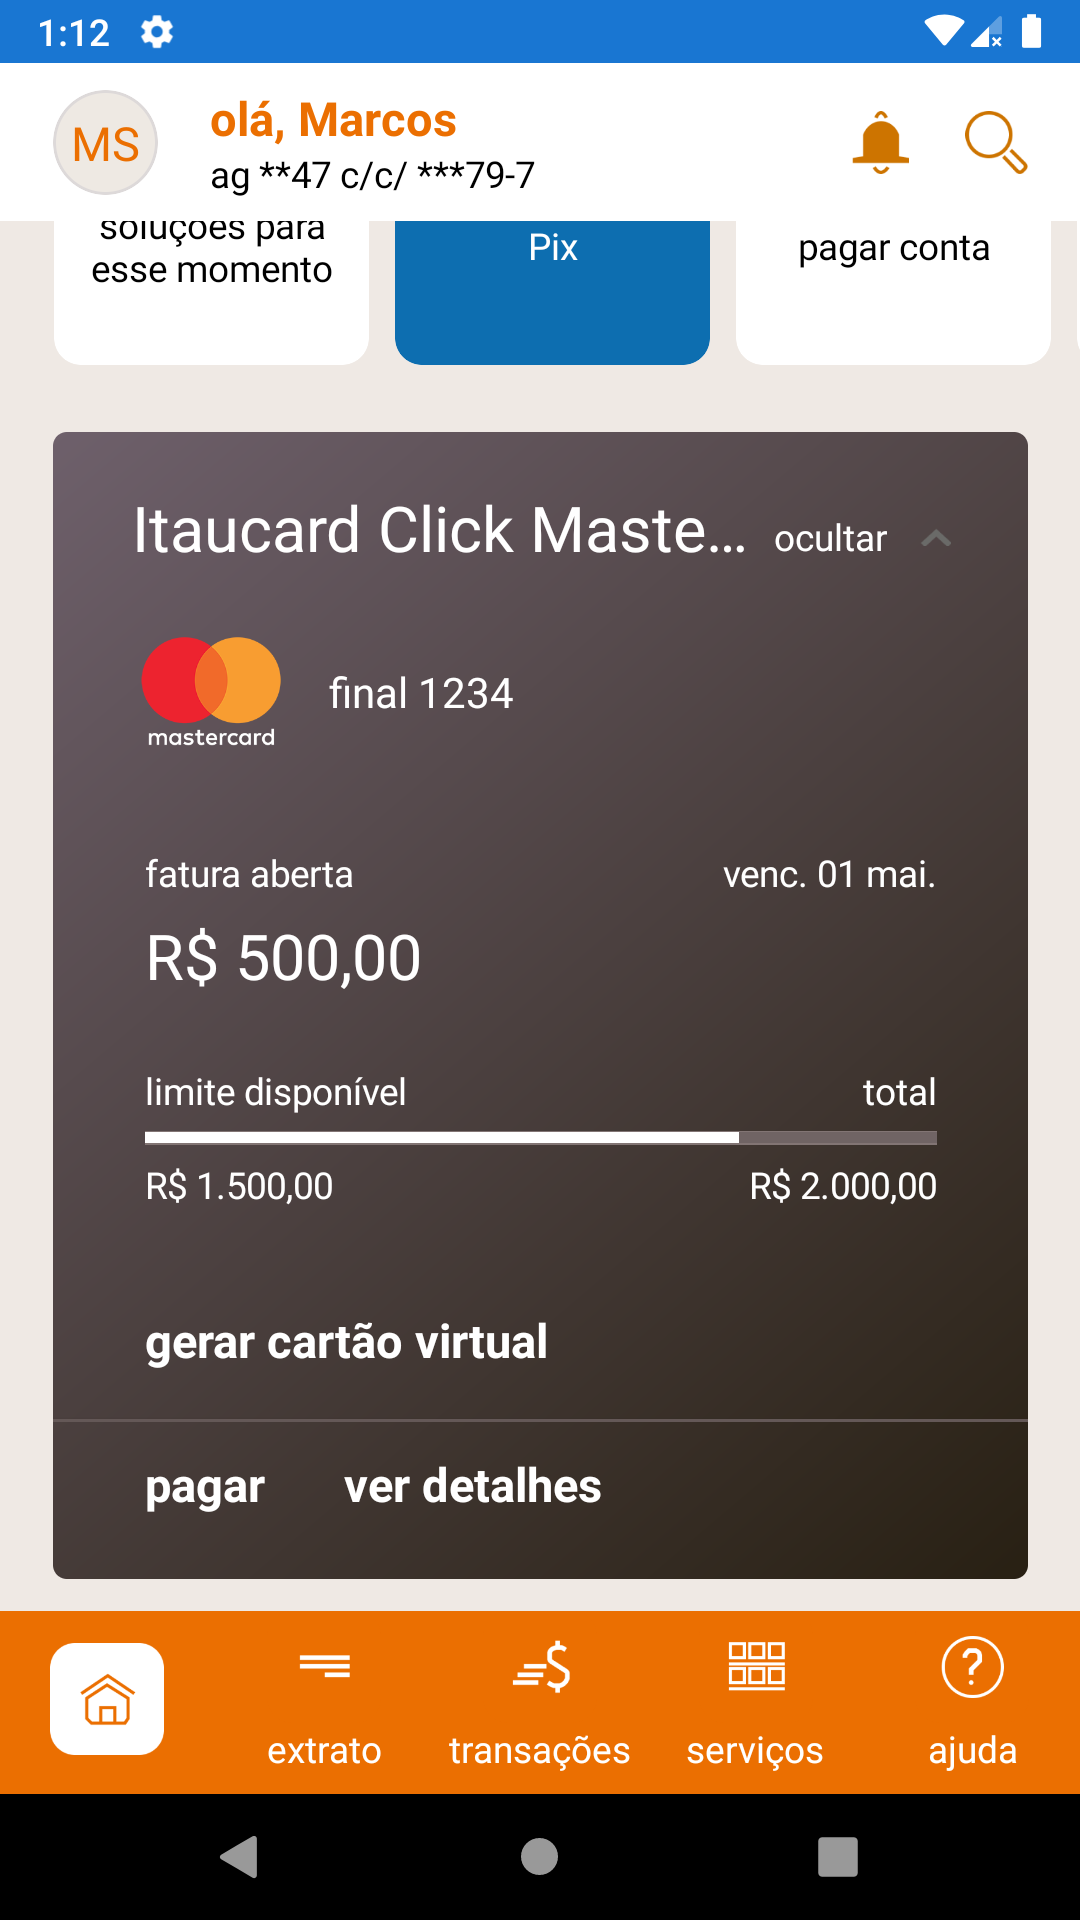 1:12
MS
olá, Marcos
ag **47 c/c/ ***79-7
soluções para
esse momento
Pix
pagar conta
Itaucard Click Maste...
ocultar
mastercard
final 1234
fatura aberta
venc. 01 mai.
R$ 500,00
limite disponível
total
R$ 1.500,00
R$ 2.000,00
gerar cartão virtual
pagar
ver detalhes
extrato
transações
serviços
ajuda